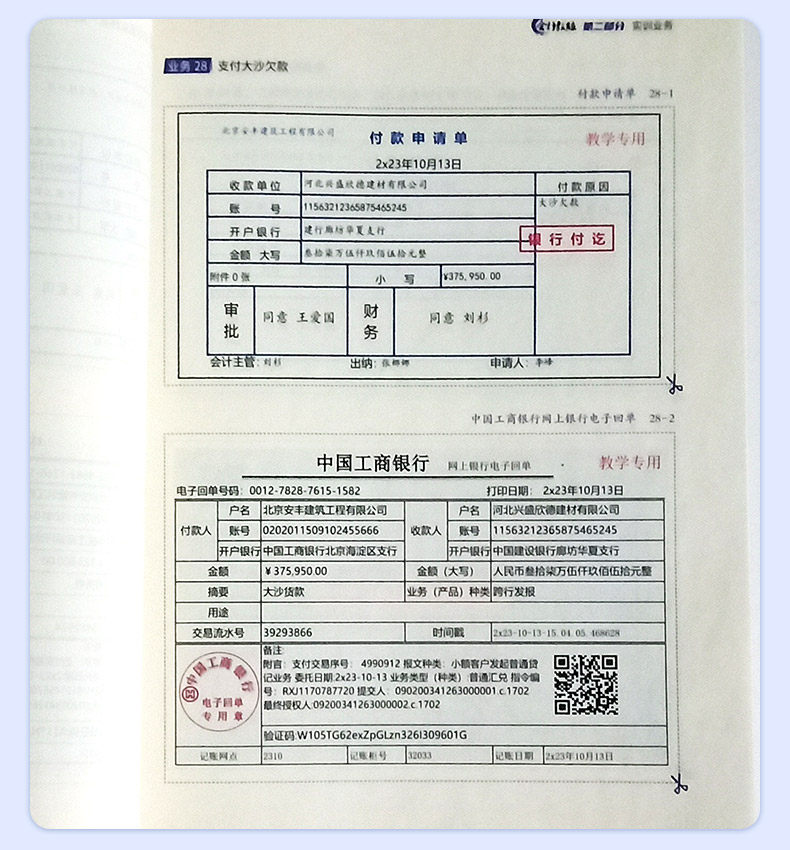 第二部分 实训业务
业务 28 支付大沙欠款
付款申请单 28-1
北京安丰建筑工程有限公司 付款申请单 教学专用
2x23年10月13日
收款单位 河北兴盛欣德建材有限公司 付款原因
账 号 11563212365875465245 大沙欠款
开户银行 建行廊坊华夏支行
银行付讫
金额 大写 叁拾柒万伍仟玖佰伍拾元整
附件 0 张 小 写 ¥375,950.00
审批 同意 王爱国 财务 同意 刘杉
会计主管: 刘杉 出纳: 张娜娜 申请人: 李峰
中国工商银行网上银行电子回单 28-2
中国工商银行 网上银行电子回单 教学专用
电子回单号码: 0012-7828-7615-1582 打印日期: 2x23年10月13日
付款人 户名 北京安丰建筑工程有限公司 收款人 户名 河北兴盛欣德建材有限公司
账号 0202011509102455666 账号 11563212365875465245
开户银行 中国工商银行北京海淀区支行 开户银行 中国建设银行廊坊华夏支行
金额 ¥375,950.00 金额（大写） 人民币叁拾柒万伍仟玖佰伍拾元整
摘要 大沙货款 业务（产品）种类 跨行发报
用途
交易流水号 39293866 时间戳 2x23-10-13-15.04.05.468628
备注:
附言: 支付交易序号: 4990912 报文种类: 小额客户发起普通贷
记业务 委托日期:2x23-10-13 业务类型（种类） 普通汇兑 指令编
号: RXJ1170787720 提交人: 090200341263000001.c.1702
最终授权人:09200341263000002.c.1702
中国工商银行
电子回单
专用章
验证码:W105TG62exZpGLzn326I309601G
记账网点 2310 记账柜号 32033 记账日期 2x23年10月13日